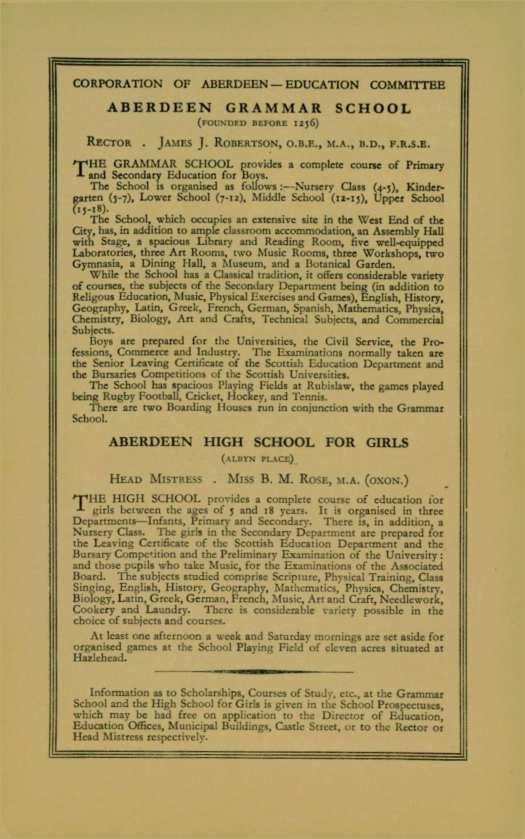 CORPORATION OF ABERDEEN — EDUCATION COMMITTEE
ABERDEEN GRAMMAR SCHOOL
(FOUNDED BEFORE 1256)
RECTOR . JAMES J. ROBERTSON, O.B.E., M.A., B.D., F.R.S.E.
THE GRAMMAR SCHOOL provides a complete course of Primary
and Secondary Education for Boys.
The School is organised as follows :—Nursery Class (4-5), Kinder-
garten (5-7), Lower School (7-12), Middle School (12-15), Upper School
(15-18).
The School, which occupies an extensive site in the West End of the
City, has, in addition to ample classroom accommodation, an Assembly Hall
with Stage, a spacious Library and Reading Room, five well-equipped
Laboratories, three Art Rooms, two Music Rooms, three Workshops, two
Gymnasia, a Dining Hall, a Museum, and a Botanical Garden.
While the School has a Classical tradition, it offers considerable variety
of courses, the subjects of the Secondary Department being (in addition to
Religous Education, Music, Physical Exercises and Games), English, History,
Geography, Latin, Greek, French, German, Spanish, Mathematics, Physics,
Chemistry, Biology, Art and Crafts, Technical Subjects, and Commercial
Subjects.
Boys are prepared for the Universities, the Civil Service, the Pro-
fessions, Commerce and Industry. The Examinations normally taken are
the Senior Leaving Certificate of the Scottish Education Department and
the Bursaries Competitions of the Scottish Universities.
The School has spacious Playing Fields at Rubislaw, the games played
being Rugby Football, Cricket, Hockey, and Tennis.
There are two Boarding Houses run in conjunction with the Grammar
School.
ABERDEEN HIGH SCHOOL FOR GIRLS
(ALBYN PLACE)
HEAD MISTRESS . MISS B. M. ROSE, M.A. (OXON.)
THE HIGH SCHOOL provides a complete course of education for
girls between the ages of 5 and 18 years. It is organised in three
Departments—Infants, Primary and Secondary. There is, in addition, a
Nursery Class. The girls in the Secondary Department are prepared for
the Leaving Certificate of the Scottish Education Department and the
Bursary Competition and the Preliminary Examination of the University :
and those pupils who take Music, for the Examinations of the Associated
Board. The subjects studied comprise Scripture, Physical Training, Class
Singing, English, History, Geography, Mathematics, Physics, Chemistry,
Biology, Latin, Greek, German, French, Music, Art and Craft, Needlework,
Cookery and Laundry. There is considerable variety possible in the
choice of subjects and courses.
At least one afternoon a week and Saturday mornings are set aside for
organised games at the School Playing Field of eleven acres situated at
Hazlehead.
Information as to Scholarships, Courses of Study, etc., at the Grammar
School and the High School for Girls is given in the School Prospectuses,
which may be had free on application to the Director of Education,
Education Offices, Municipal Buildings, Castle Street, or to the Rector or
Head Mistress respectively.